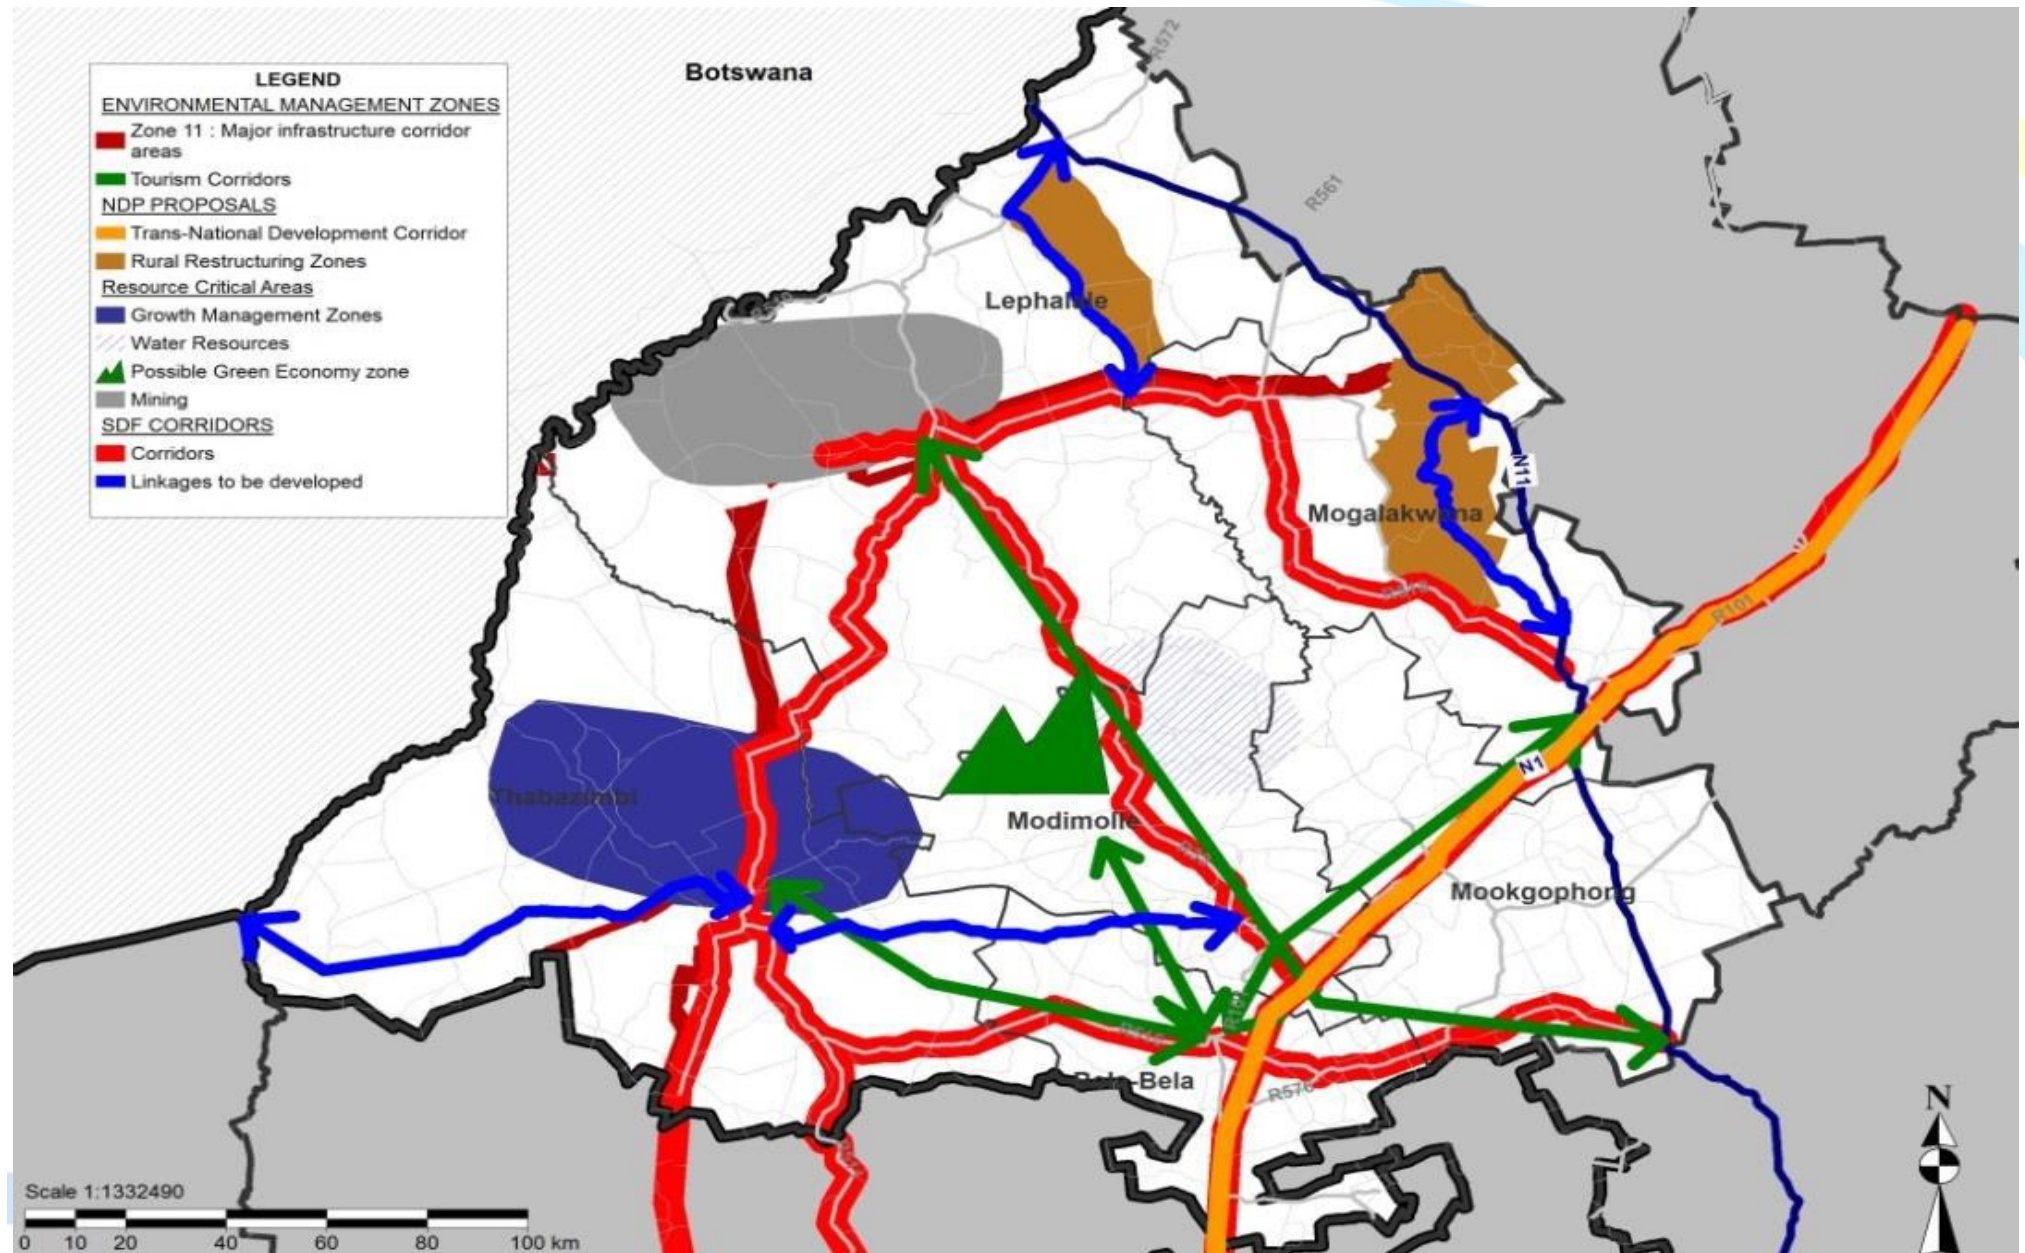 LEGEND
ENVIRONMENTAL MANAGEMENT ZONES
Zone 11 : Major infrastructure corridor
areas
Tourism Corridors
NDP PROPOSALS
Trans-National Development Corridor
Rural Restructuring Zones
Resource Critical Areas
Growth Management Zones
Water Resources
Possible Green Economy zone
Mining
SDF CORRIDORS
Corridors
Linkages to be developed
Botswana
R572
R561
Lephalale
N11
Mogalakwena
R518
R101
N1
Thabazimbi
Modimolle
R33
Mookgophong
R516
Bela-Bela
R576
N
Scale 1:1332490
0 10 20 40 60 80 100 km